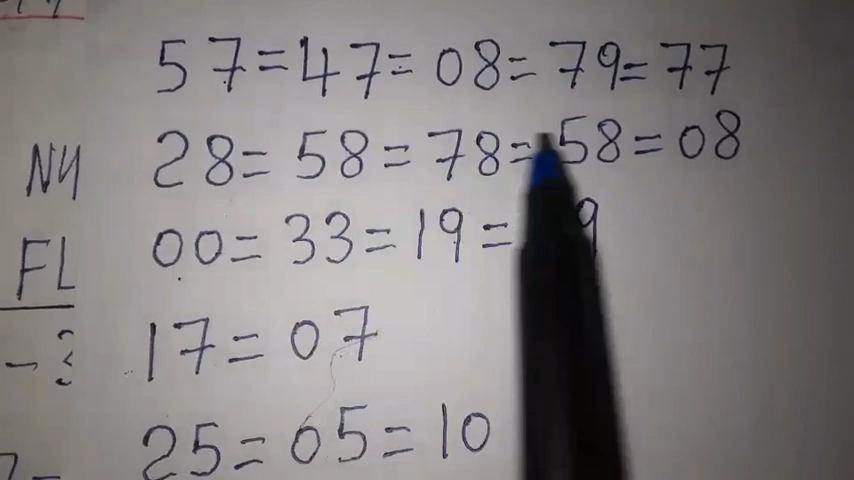 57=47=08=79=77
NY 28=58=78=58=08
FL 00=33=19= 9
17=07
25=05=10